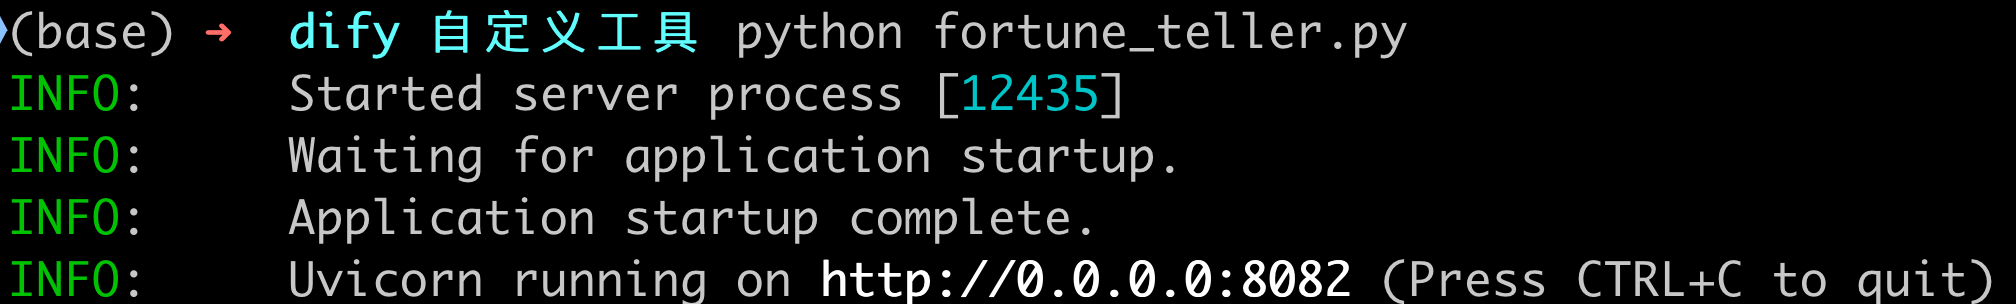 (base) ➜  dify 自定义工具 python fortune_teller.py
INFO:     Started server process [12435]
INFO:     Waiting for application startup.
INFO:     Application startup complete.
INFO:     Uvicorn running on http://0.0.0.0:8082 (Press CTRL+C to quit)